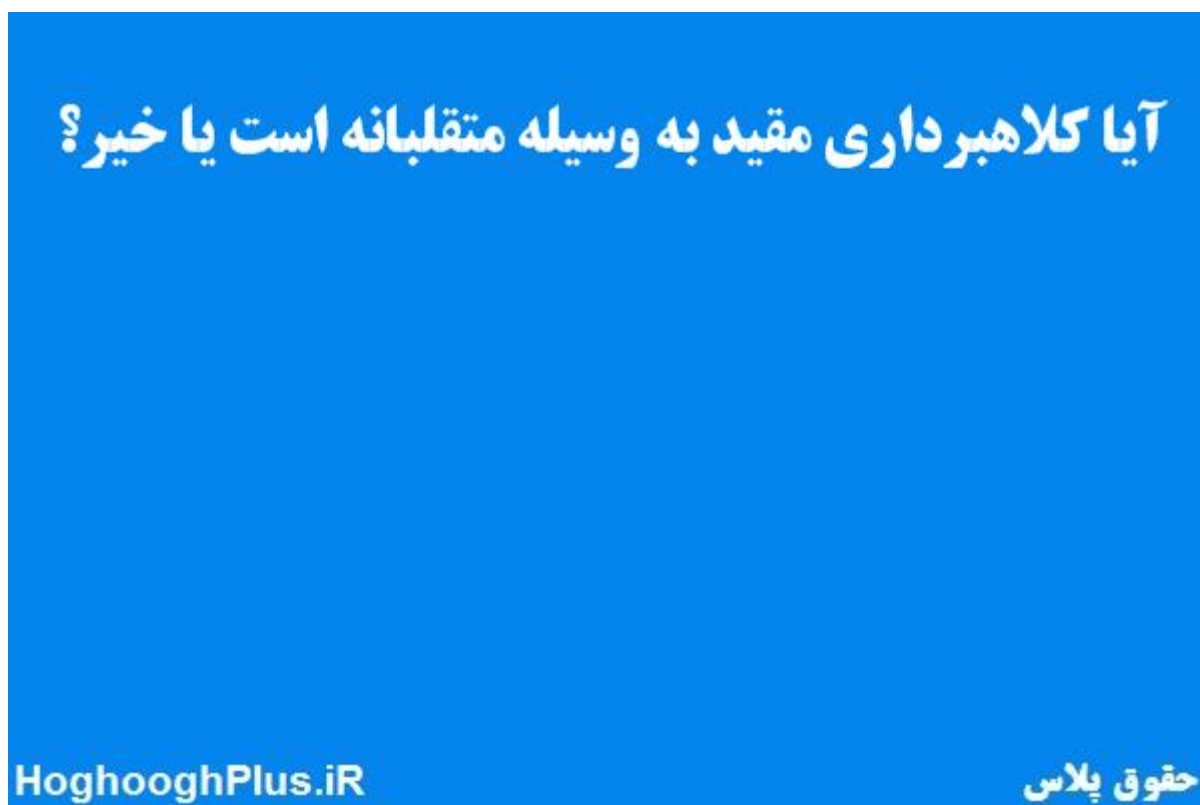 آیا کلاهبرداری مقید به وسیله متقلبانه است یا خیر؟
HoghooghPlus.iR
حقوق پلاس